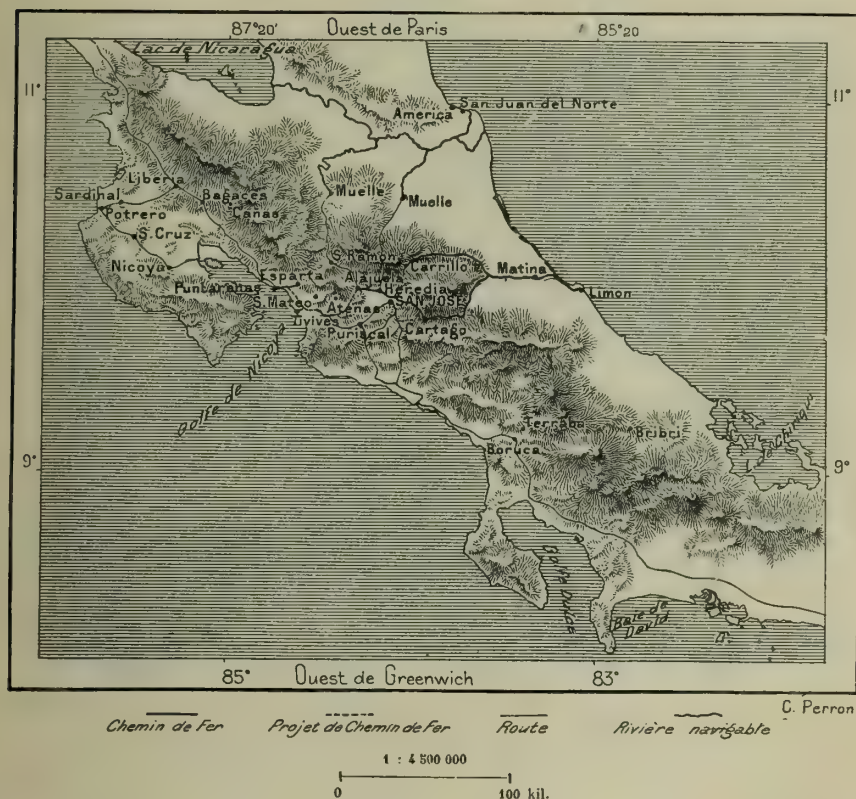 87°20' Ouest de Paris 85°20
Lac de Nicaragua
11° 11°
San Juan del Norte
America
Liberia
Muelle
Muelle
Sardinal
Bagaces
Potrero
Cañas
S. Cruz
S. Ramon
Carrillo
Nicoya
Esparta
Alajuela
Matina
Puntarenas
Heredia
Limon
S. Mateo
SAN JOSÉ
Atenas
Tivives
Puriscal
Cartago
Golfe de Nicoya
Terraba
Bribri
9° 9°
Boruca
Golfe Dulce
Baie de
David
85° Ouest de Greenwich 83°
C. Perron
Chemin de Fer Projet de Chemin de Fer Route Rivière navigable
1 : 4 500 000
0 100 kil.